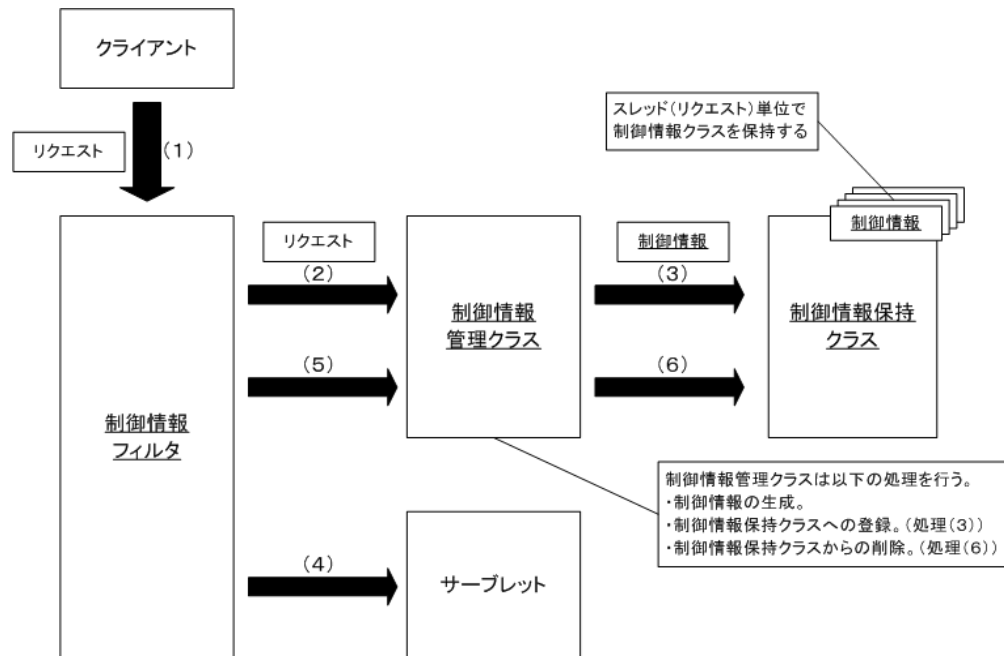 クライアント
スレッド(リクエスト)単位で
制御情報クラスを保持する
リクエスト
(1)
制御情報
リクエスト
制御情報
(2)
(3)
制御情報
管理クラス
制御情報保持
クラス
(5)
(6)
制御情報
フィルタ
制御情報管理クラスは以下の処理を行う。
・制御情報の生成。
・制御情報保持クラスへの登録。(処理(3))
・制御情報保持クラスからの削除。(処理(6))
(4)
サーブレット